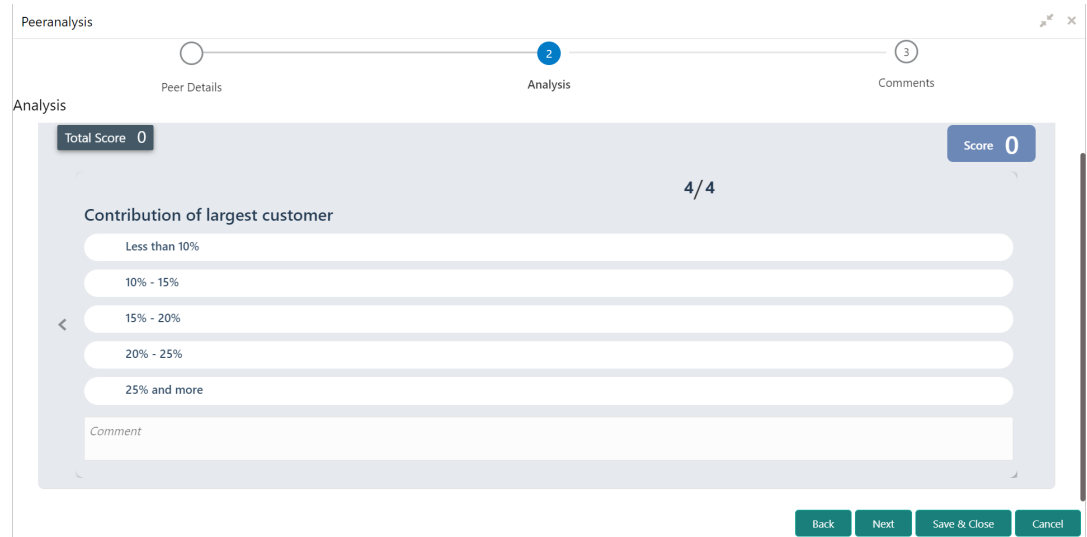 Peeranalysis
2
3
Peer Details
Analysis
Comments
Analysis
Total Score 0
Score 0
4/4
Contribution of largest customer
Less than 10%
10% - 15%
15% - 20%
20% - 25%
25% and more
Comment
Back
Next
Save & Close
Cancel